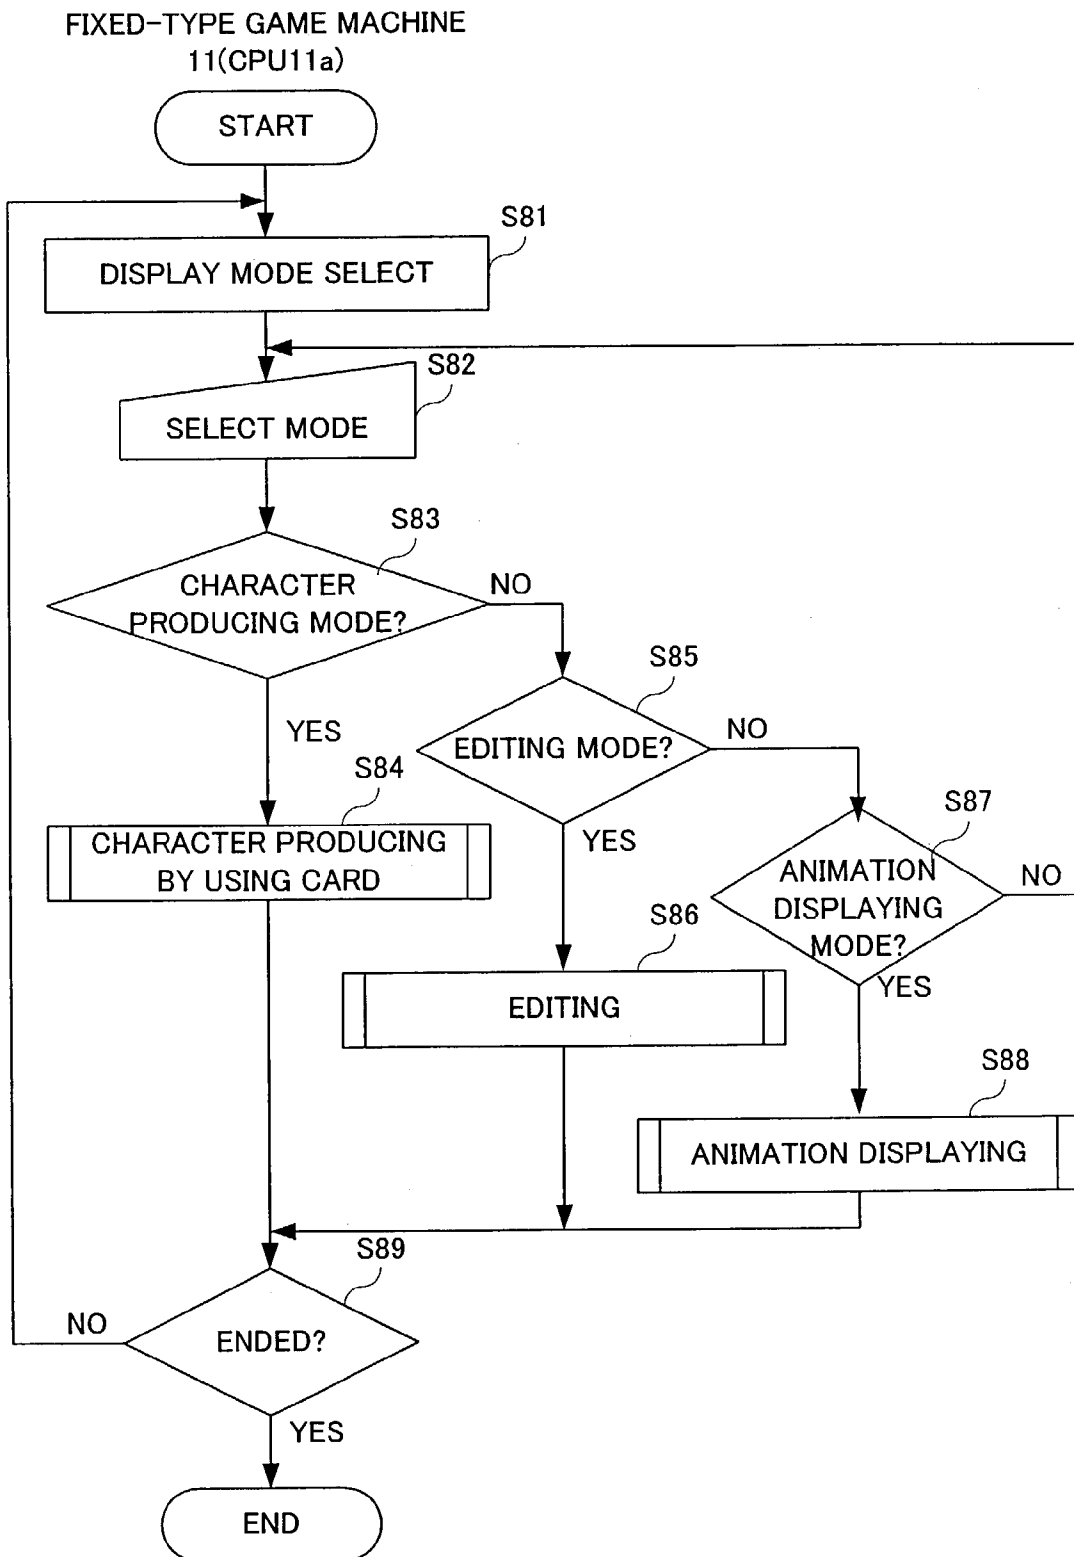 FIXED-TYPE GAME MACHINE
11(CPU11a)
START
S81
DISPLAY MODE SELECT
S82
SELECT MODE
S83
CHARACTER
PRODUCING MODE?
NO
YES
S85
EDITING MODE?
NO
YES
S84
CHARACTER PRODUCING
BY USING CARD
S87
ANIMATION
DISPLAYING
MODE?
NO
YES
S86
EDITING
S88
ANIMATION DISPLAYING
S89
ENDED?
NO
YES
END